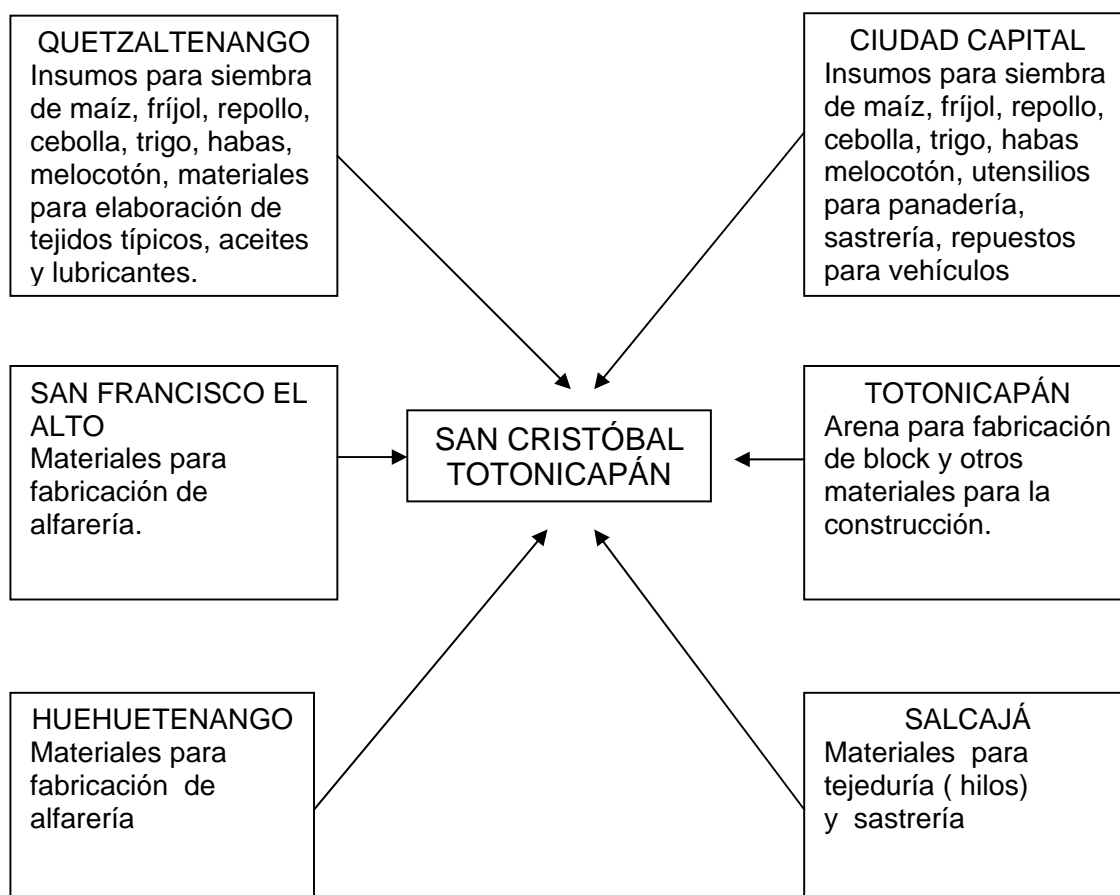 QUETZALTENANGO
Insumos para siembra
de maíz, fríjol, repollo,
cebolla, trigo, habas,
melocotón, materiales
para elaboración de
tejidos típicos, aceites
y lubricantes.
CIUDAD CAPITAL
Insumos para siembra
de maíz, fríjol, repollo,
cebolla, trigo, habas
melocotón, utensilios
para panadería,
sastrería, repuestos
para vehículos
SAN FRANCISCO EL
ALTO
Materiales para
fabricación de
alfarería.
SAN CRISTÓBAL
TOTONICAPÁN
TOTONICAPÁN
Arena para fabricación
de block y otros
materiales para la
construcción.
HUEHUETENANGO
Materiales para
fabricación de
alfarería
SALCAJÁ
Materiales para
tejeduría ( hilos)
y sastrería